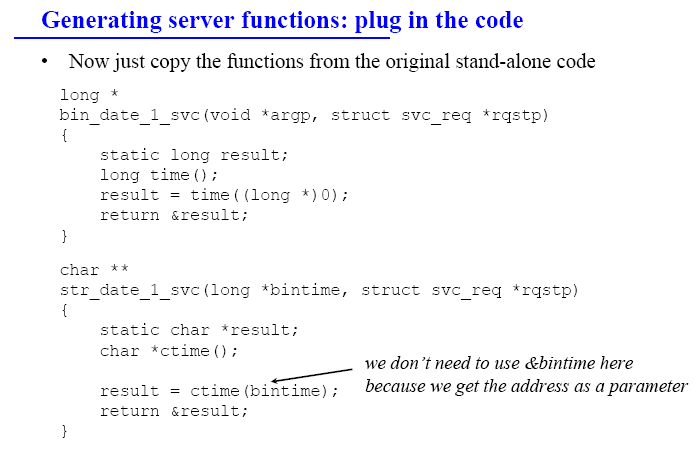 Generating server functions: plug in the code
• Now just copy the functions from the original stand-alone code
long *
bin_date_1_svc(void *argp, struct svc_req *rqstp)
{
    static long result;
    long time();
    result = time((long *)0);
    return &result;
}
char **
str_date_1_svc(long *bintime, struct svc_req *rqstp)
{
    static char *result;
    char *ctime();
    result = ctime(bintime);
    return &result;
}
we don't need to use &bintime here
because we get the address as a parameter